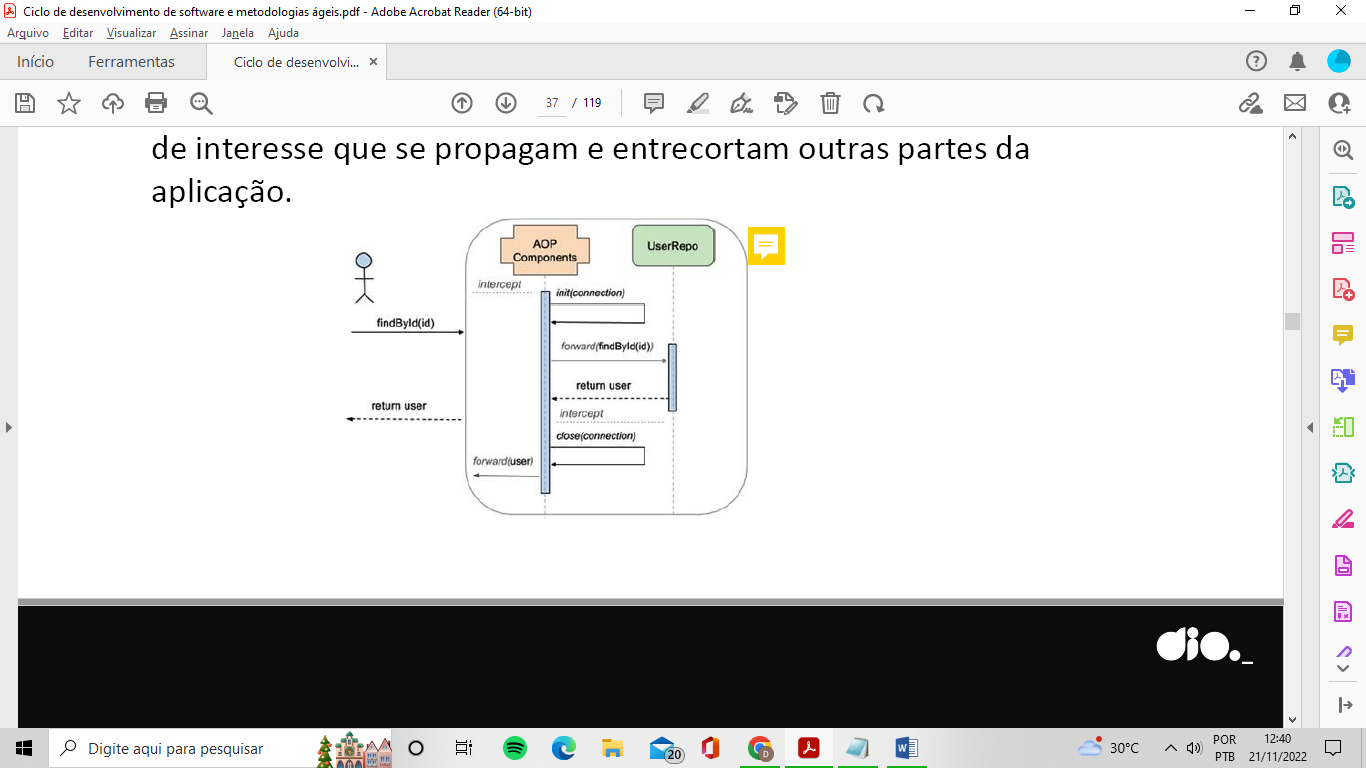 Ciclo de desenvolvimento de software e metodologias ágeis.pdf - Adobe Acrobat Reader (64-bit)
Arquivo Editar Visualizar Assinar Janela Ajuda
Início Ferramentas Ciclo de desenvolvi... ×
37 / 119
de interesse que se propagam e entrecortam outras partes da
aplicação.
AOP
Components
UserRepo
intercept
init(connection)
findById(id)
forward(findById(id))
return user
return user
intercept
close(connection)
forward(user)
dio._
Digite aqui para pesquisar
20
D
30°C
POR
PTB
12:40
21/11/2022